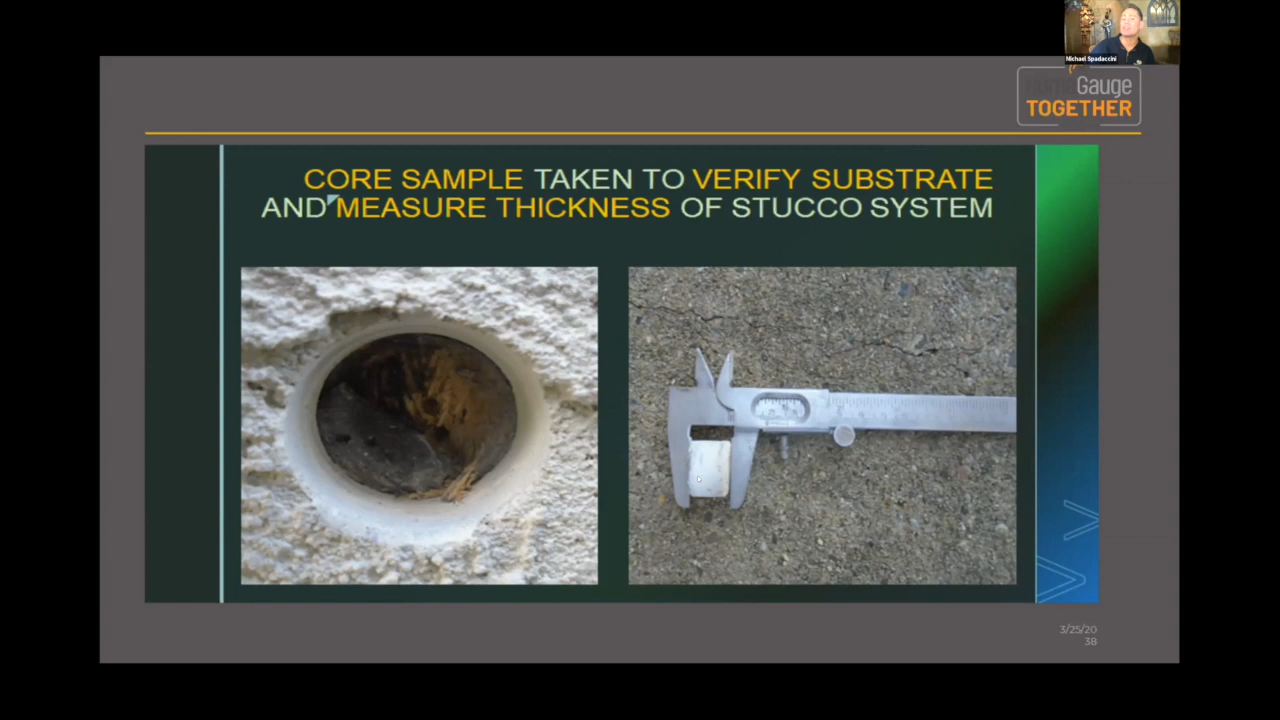 Michael Spadaccini
Gauge
TOGETHER
CORE SAMPLE TAKEN TO VERIFY SUBSTRATE
AND MEASURE THICKNESS OF STUCCO SYSTEM
3/25/20
38